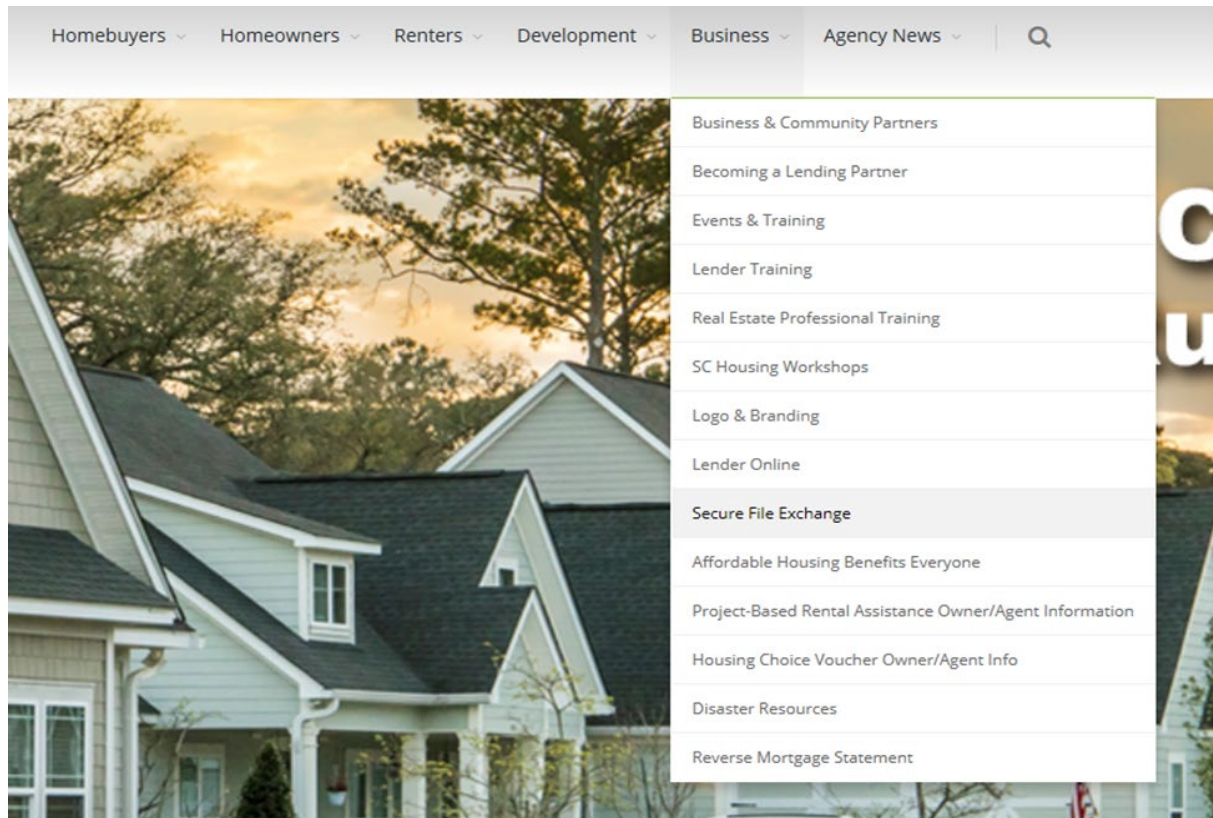 Homebuyers Homeowners Renters Development Business Agency News
Business & Community Partners
Becoming a Lending Partner
Events & Training
Lender Training
Real Estate Professional Training
SC Housing Workshops
Logo & Branding
Lender Online
Secure File Exchange
Affordable Housing Benefits Everyone
Project-Based Rental Assistance Owner/Agent Information
Housing Choice Voucher Owner/Agent Info
Disaster Resources
Reverse Mortgage Statement